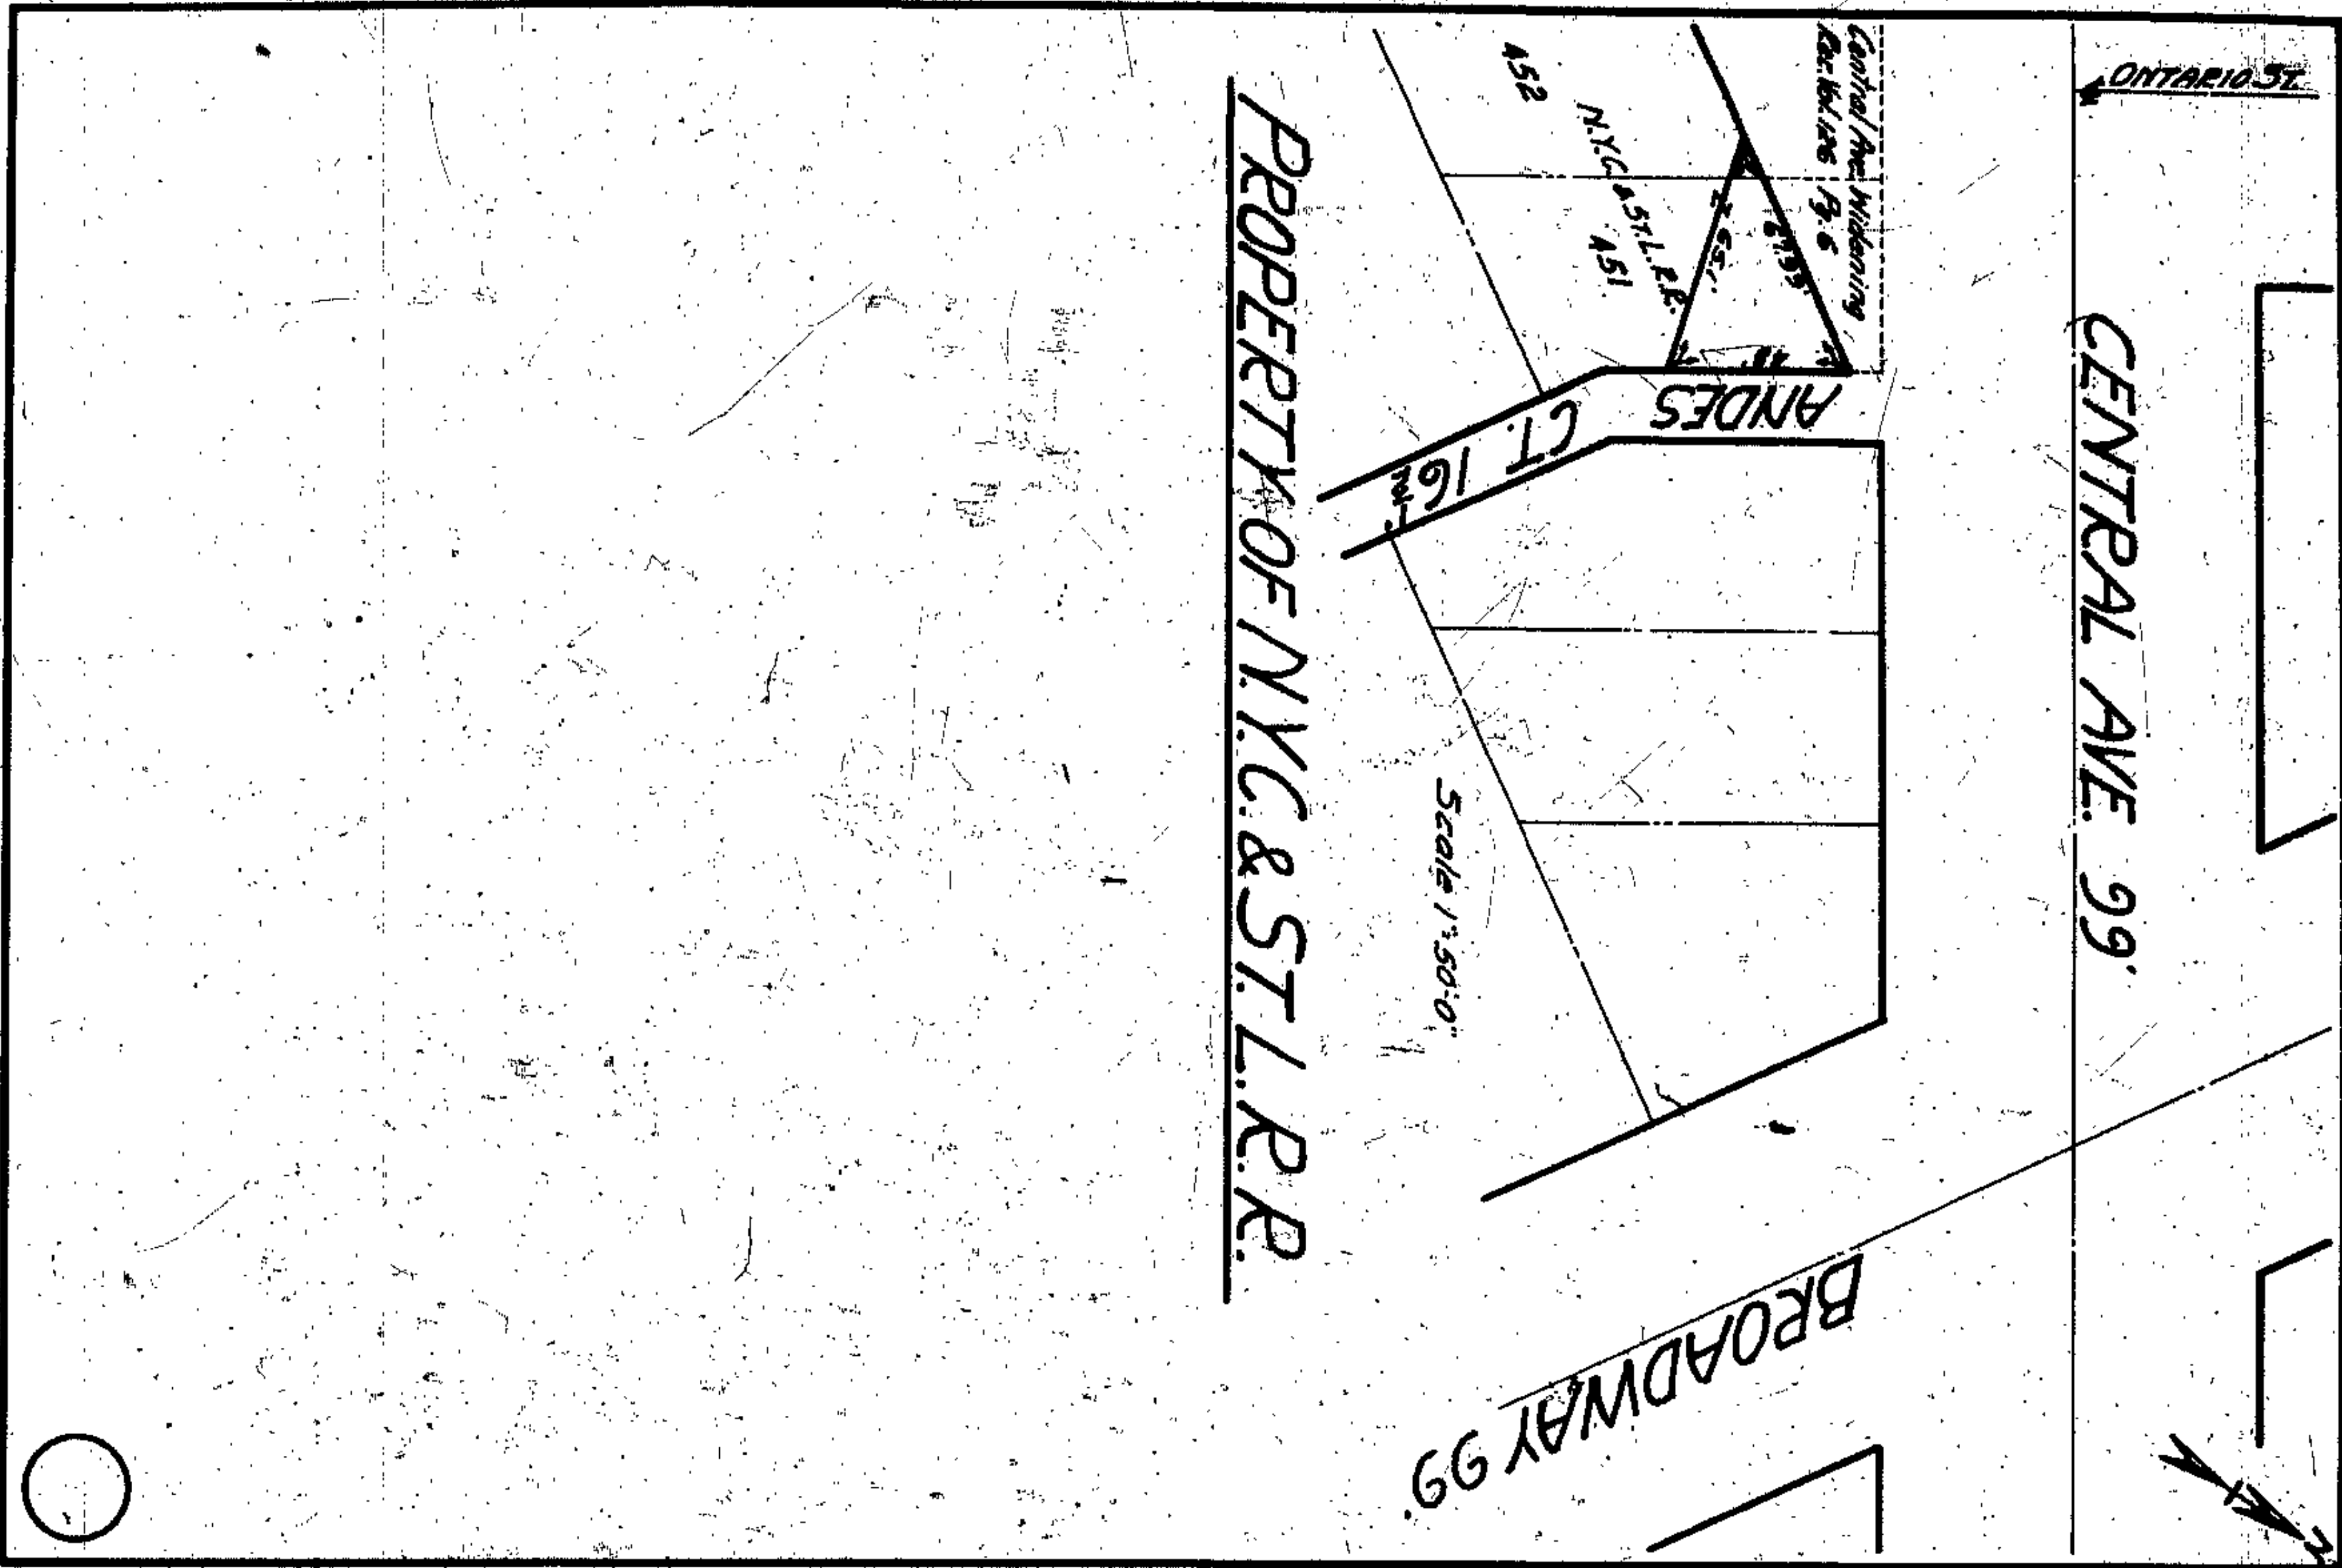 ONTARIO ST.
CENTRAL AVE. 99'
Central Ave. Widening
Rec. Vol. 126 Pg. 6
ANDES
CT. 16
452
N.Y.C. & ST. L. R.R.
451
PROPERTY OF N.Y.C. & ST. L. R.R.
Scale 1"=50'-0"
BROADWAY 99'
N